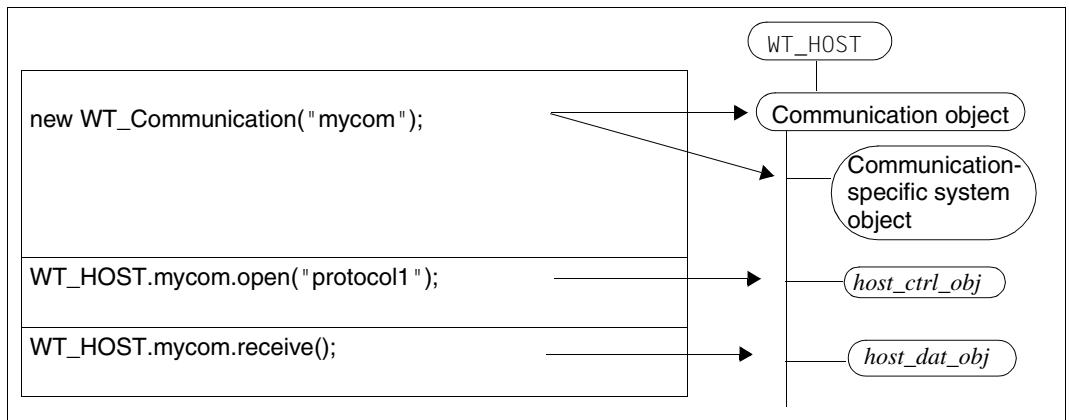 WT_HOST
new WT_Communication("mycom");
Communication object
Communication-
specific system
object
WT_HOST.mycom.open("protocol1");
host_ctrl_obj
WT_HOST.mycom.receive();
host_dat_obj